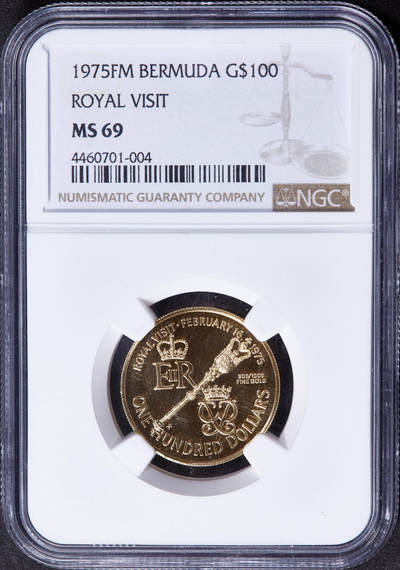 1975FM BERMUDA G$100
ROYAL VISIT
MS 69
4460701-004
NUMISMATIC GUARANTY COMPANY
NGC
ROYAL VISIT · FEBRUARY 16, 1975
EIIR
900/1000
FINE GOLD
ONE HUNDRED DOLLARS